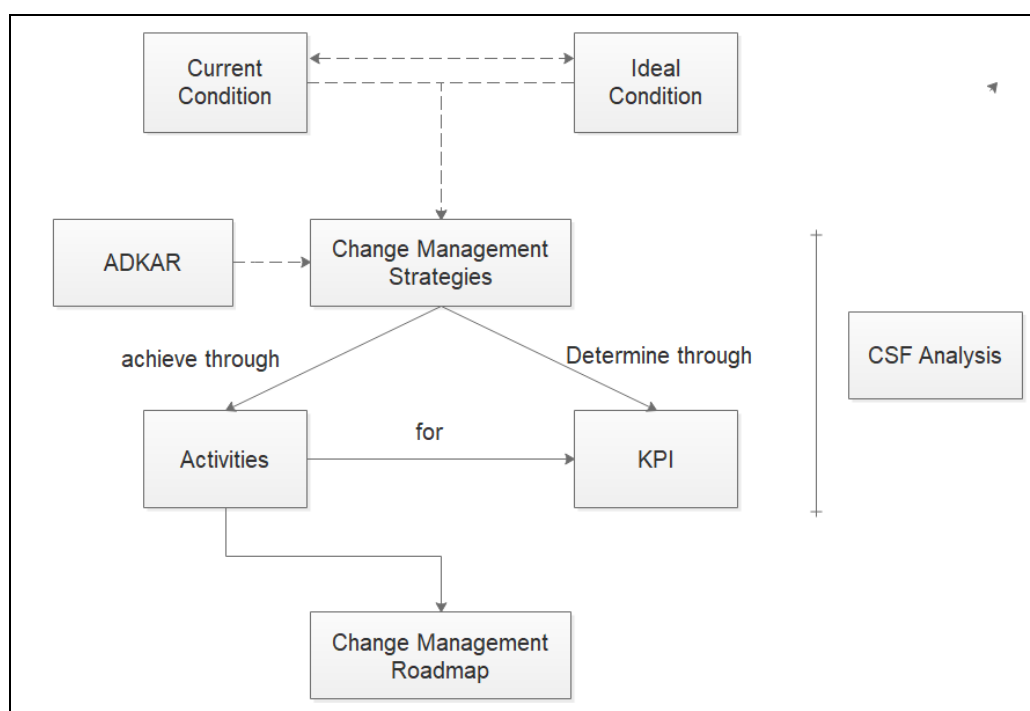 Current
Condition
Ideal
Condition
ADKAR
Change Management
Strategies
achieve through
Determine through
CSF Analysis
Activities
for
KPI
Change Management
Roadmap